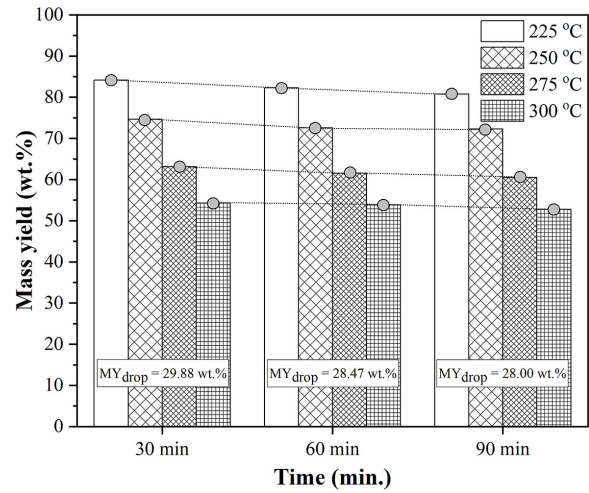 Mass yield (wt.%)
100
90
80
70
60
50
40
30
20
10
0
225 °C
250 °C
275 °C
300 °C
MYdrop = 29.88 wt.%
MYdrop = 28.47 wt.%
MYdrop = 28.00 wt.%
30 min
60 min
90 min
Time (min.)